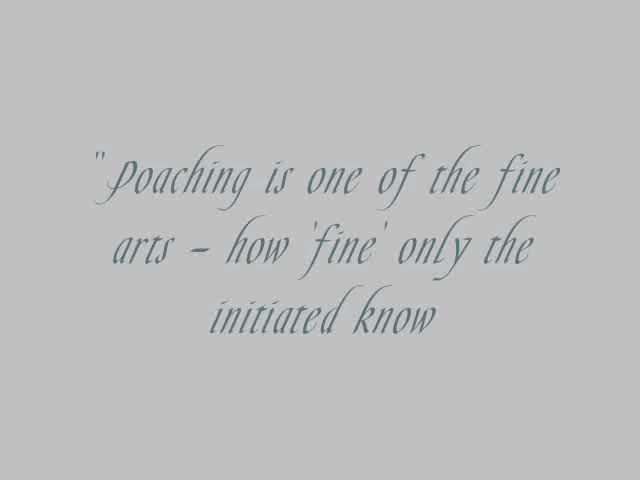 "Poaching is one of the fine
arts - how 'fine' only the
initiated know